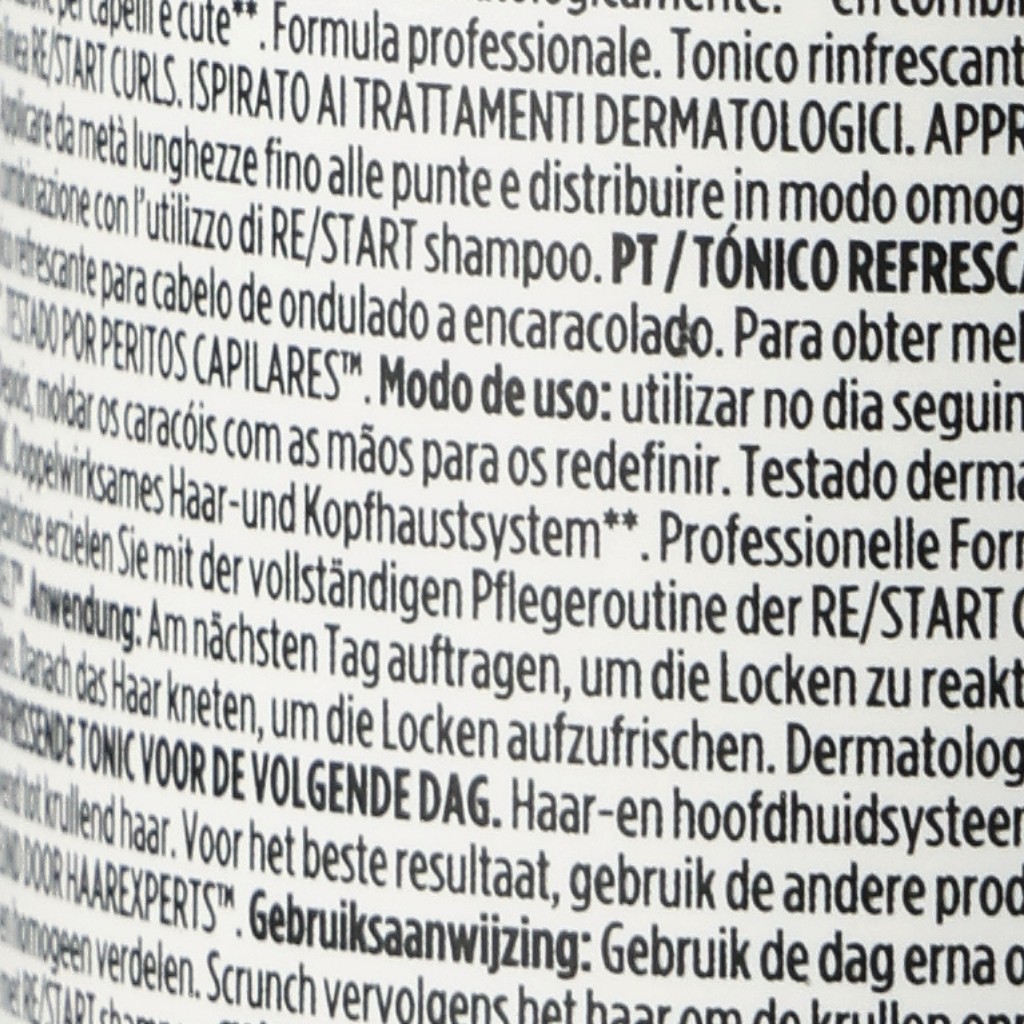 per capelli e cute**. Formula professionale. Tonico rinfrescant
RE/START CURLS. ISPIRATO AI TRATTAMENTI DERMATOLOGICI. APPR
da metà lunghezze fino alle punte e distribuire in modo omog
con l'utilizzo di RE/START shampoo. PT / TÓNICO REFRESCA
refrescante para cabelo de ondulado a encaracolado. Para obter mel
TESTADO POR PERITOS CAPILARES™. Modo de uso: utilizar no dia seguin
moldar os caracóis com as mãos para os redefinir. Testado derma
Doppelwirksames Haar-und Kopfhaustsystem**. Professionelle Form
erzielen Sie mit der vollständigen Pflegeroutine der RE/START C
Anwendung: Am nächsten Tag auftragen, um die Locken zu reakt
Danach das Haar kneten, um die Locken aufzufrischen. Dermatolog
TONIC VOOR DE VOLGENDE DAG. Haar-en hoofdhuidsysteem
tot krullend haar. Voor het beste resultaat, gebruik de andere prod
DOOR HAAREXPERTS™. Gebruiksaanwijzing: Gebruik de dag erna o
homogeen verdelen. Scrunch vervolgens het haar om de krullen
RE/START